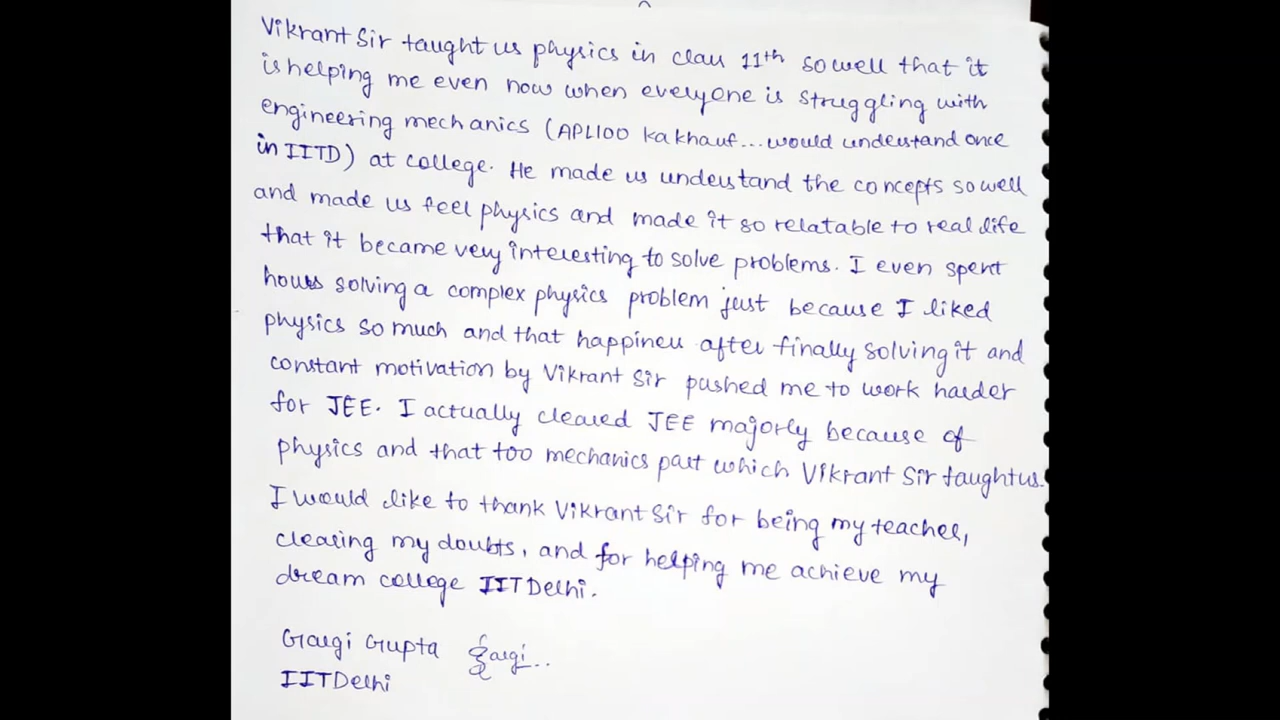 Vikrant Sir taught us physics in class 11th so well that it
is helping me even now when everyone is struggling with
engineering mechanics (APL100 ka khauf...would understand once
in IITD) at college. He made us understand the concepts so well
and made us feel physics and made it so relatable to real life
that it became very interesting to solve problems. I even spent
hours solving a complex physics problem just because I liked
physics so much and that happiness after finally solving it and
constant motivation by Vikrant Sir pushed me to work harder
for JEE. I actually cleared JEE majorly because of
physics and that too mechanics part which Vikrant Sir taught us.
I would like to thank Vikrant Sir for being my teacher,
clearing my doubts, and for helping me achieve my
dream college IIT Delhi.
Gargi Gupta Gargi...
IIT Delhi